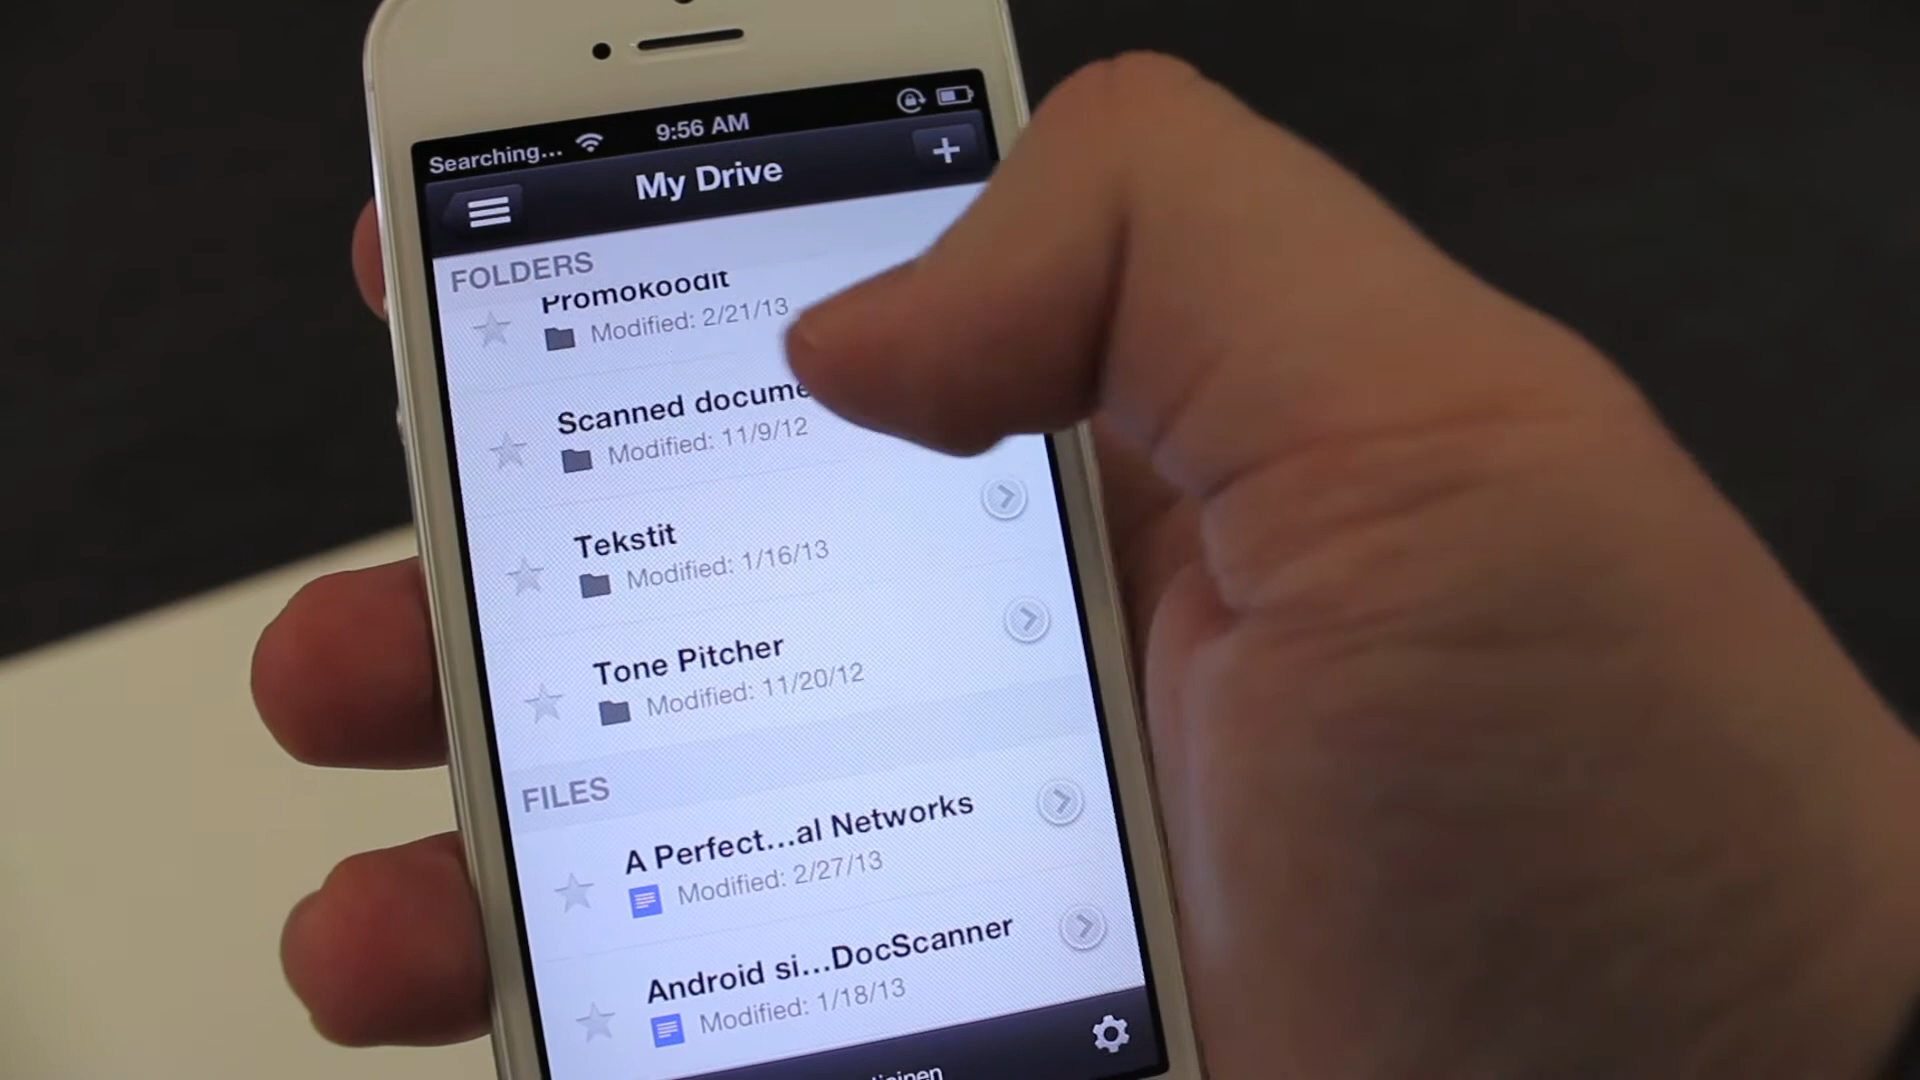 Searching... 9:56 AM
My Drive
FOLDERS
Promokoodit
Modified: 2/21/13
Scanned
Modified: 11/9/12
Tekstit
Modified: 1/16/13
Tone Pitcher
Modified: 11/20/12
FILES
A Perfect...al Networks
Modified: 2/27/13
Android si...DocScanner
Modified: 1/18/13